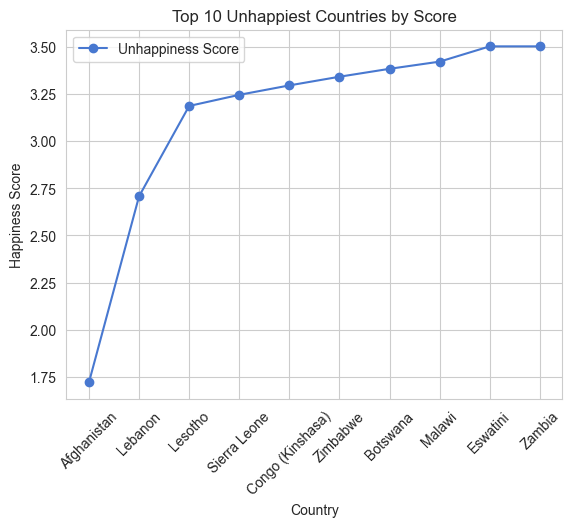 Top 10 Unhappiest Countries by Score
Unhappiness Score
Happiness Score
3.50
3.25
3.00
2.75
2.50
2.25
2.00
1.75
Afghanistan
Lebanon
Lesotho
Sierra Leone
Congo (Kinshasa)
Zimbabwe
Botswana
Malawi
Eswatini
Zambia
Country